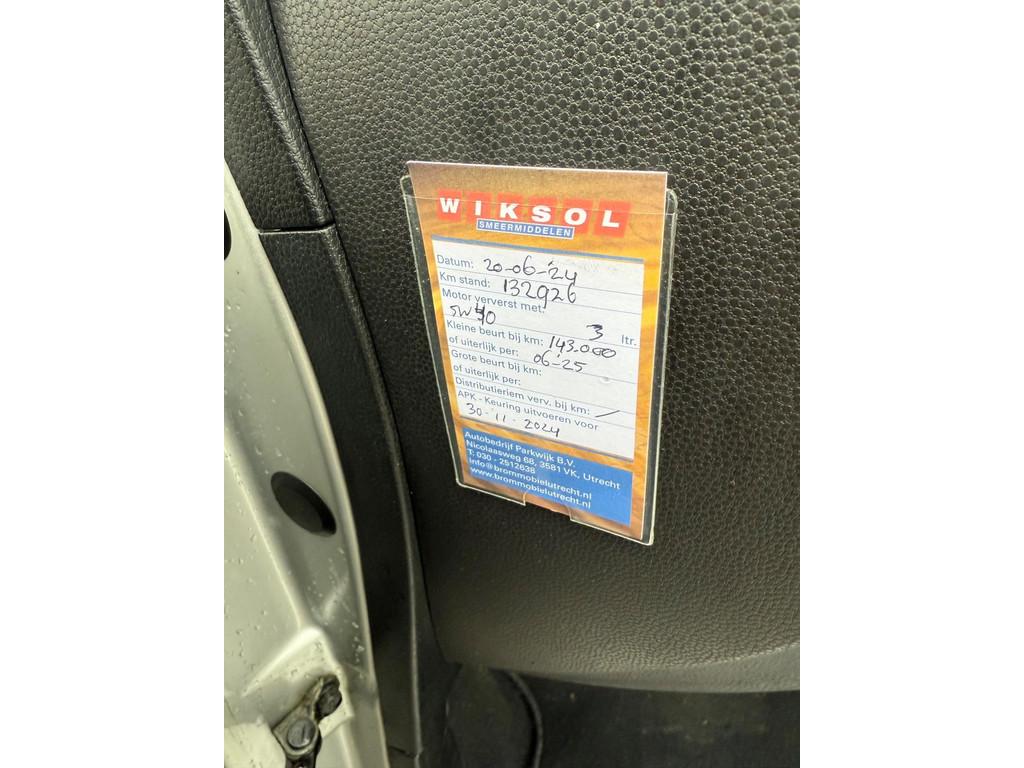 WIKSOL
SMEERMIDDELEN
Datum: 20-06-'24
Km stand: 132926
Motor ververst met:
5W40 3 ltr.
Kleine beurt bij km: 143.000
of uiterlijk per: 06-'25
Grote beurt bij km:
of uiterlijk per:
Distributieriem verv. bij km: /
APK - Keuring uitvoeren voor
30-11-2024
Autobedrijf Parkwijk B.V.
Nicolaasweg 68, 3581 VK, Utrecht
T: 030 - 2512638
info@brommobielutrecht.nl
www.brommobielutrecht.nl